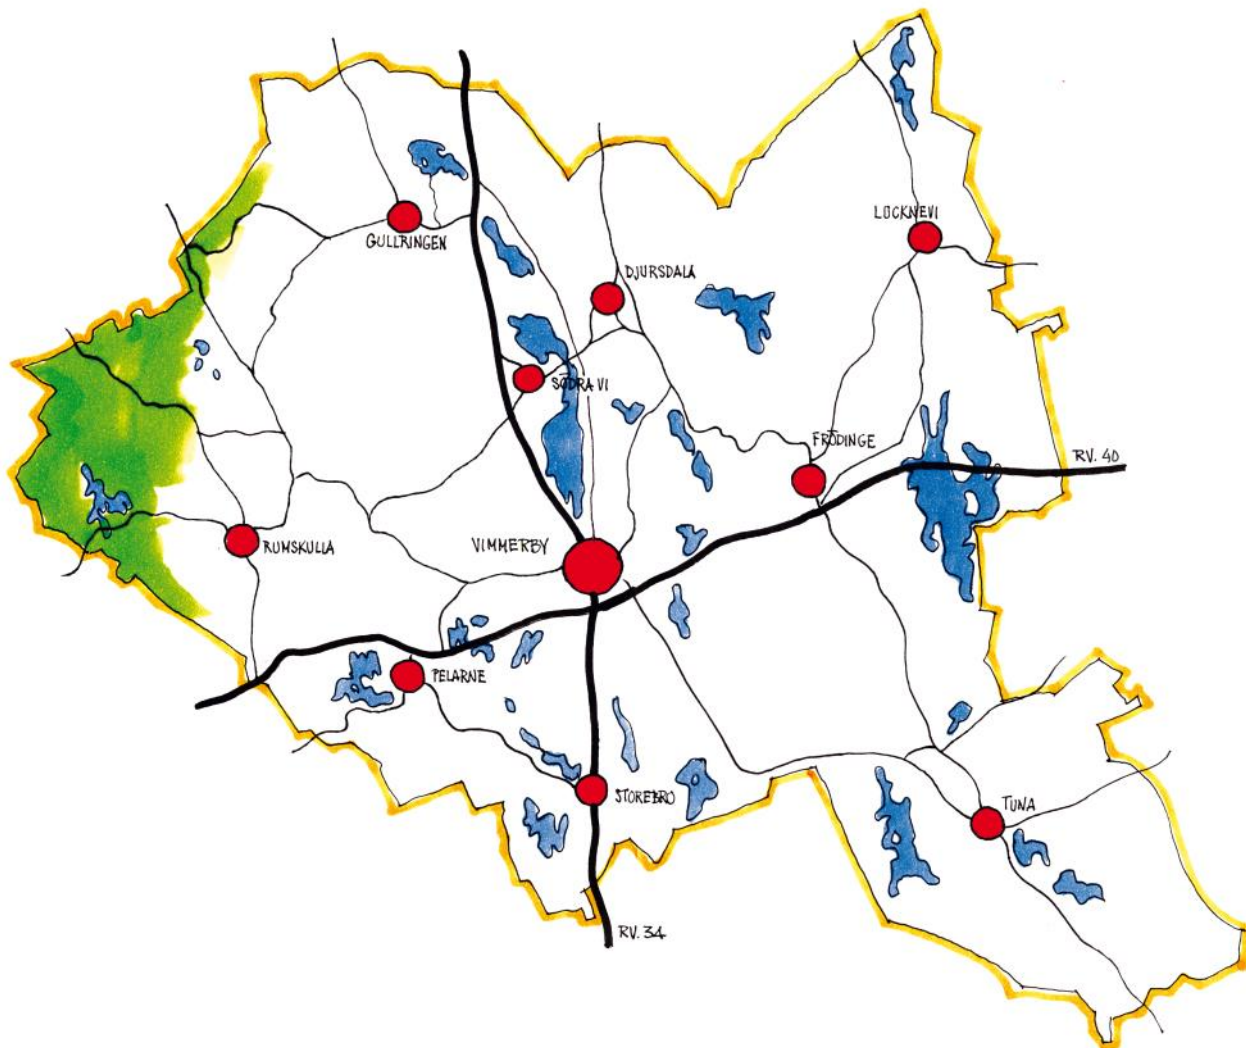 LOCKNEVI
GULLRINGEN
DJURSDALA
SÖDRA VI
FRÖDINGE
RV. 40
RUMSKULLA
VIMMERBY
PELARNE
STOREBRO
TUNA
RV. 34